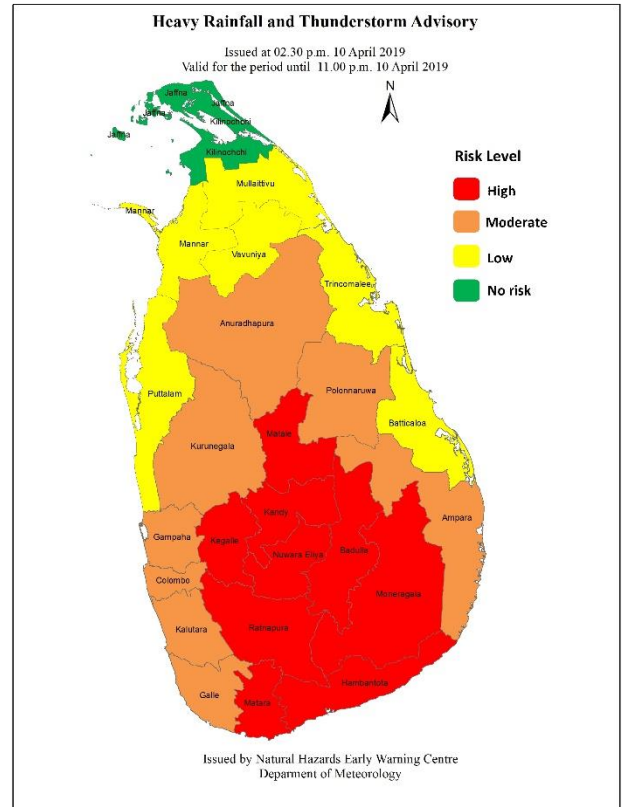 Heavy Rainfall and Thunderstorm Advisory
Issued at 02.30 p.m. 10 April 2019
Valid for the period until 11.00 p.m. 10 April 2019
N
Jaffna
Jaffna
Jaffna
Kilinochchi
Jaffna
Kilinochchi
Risk Level
High
Moderate
Low
No risk
Mullaittivu
Mannar
Mannar
Vavuniya
Trincomalee
Anuradhapura
Puttalam
Polonnaruwa
Batticaloa
Kurunegala
Matale
Ampara
Kandy
Gampaha
Kegalle
Nuwara Eliya
Badulla
Colombo
Moneragala
Kalutara
Ratnapura
Hambantota
Galle
Matara
Issued by Natural Hazards Early Warning Centre
Deparment of Meteorology